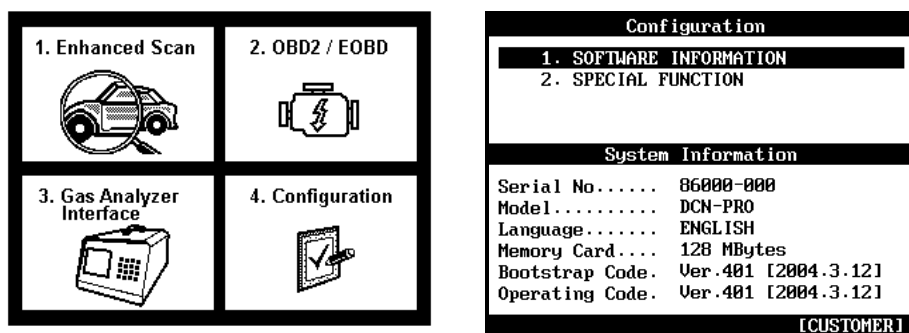 1. Enhanced Scan
2. OBD2 / EOBD
3. Gas Analyzer
Interface
4. Configuration
Configuration
1. SOFTWARE INFORMATION
2. SPECIAL FUNCTION
System Information
Serial No...... 86000-000
Model.......... DCN-PRO
Language....... ENGLISH
Memory Card.... 128 MBytes
Bootstrap Code. Ver.401 [2004.3.12]
Operating Code. Ver.401 [2004.3.12]
[CUSTOMER]